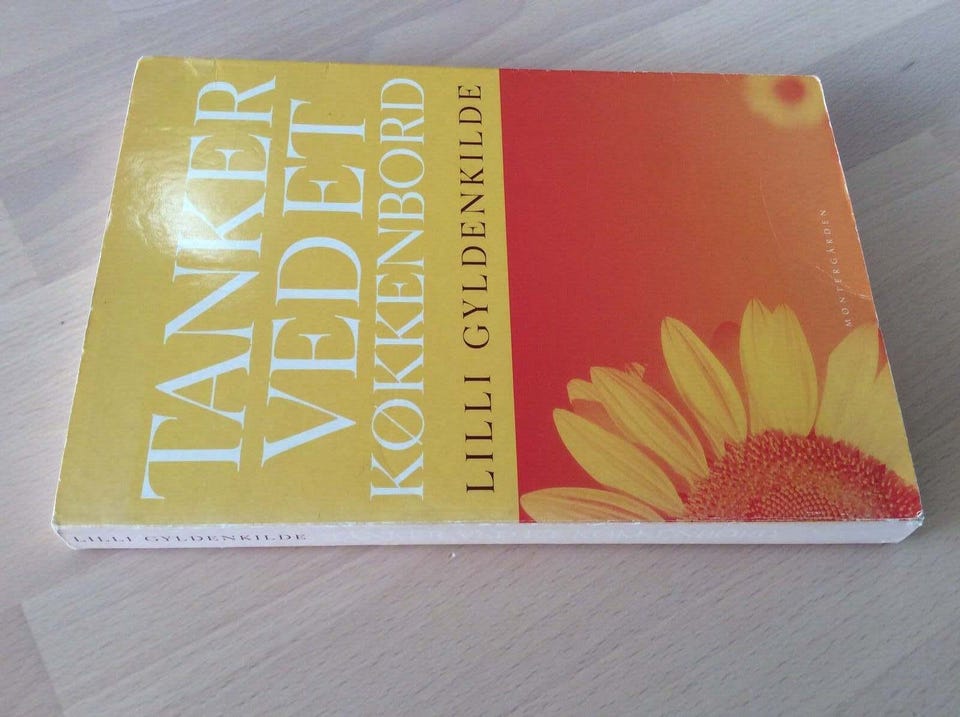 TANKER
VED ET
KØKKENBORD
LILLI GYLDENKILDE
MONTERGÅRDEN
LILLI GYLDENKILDE